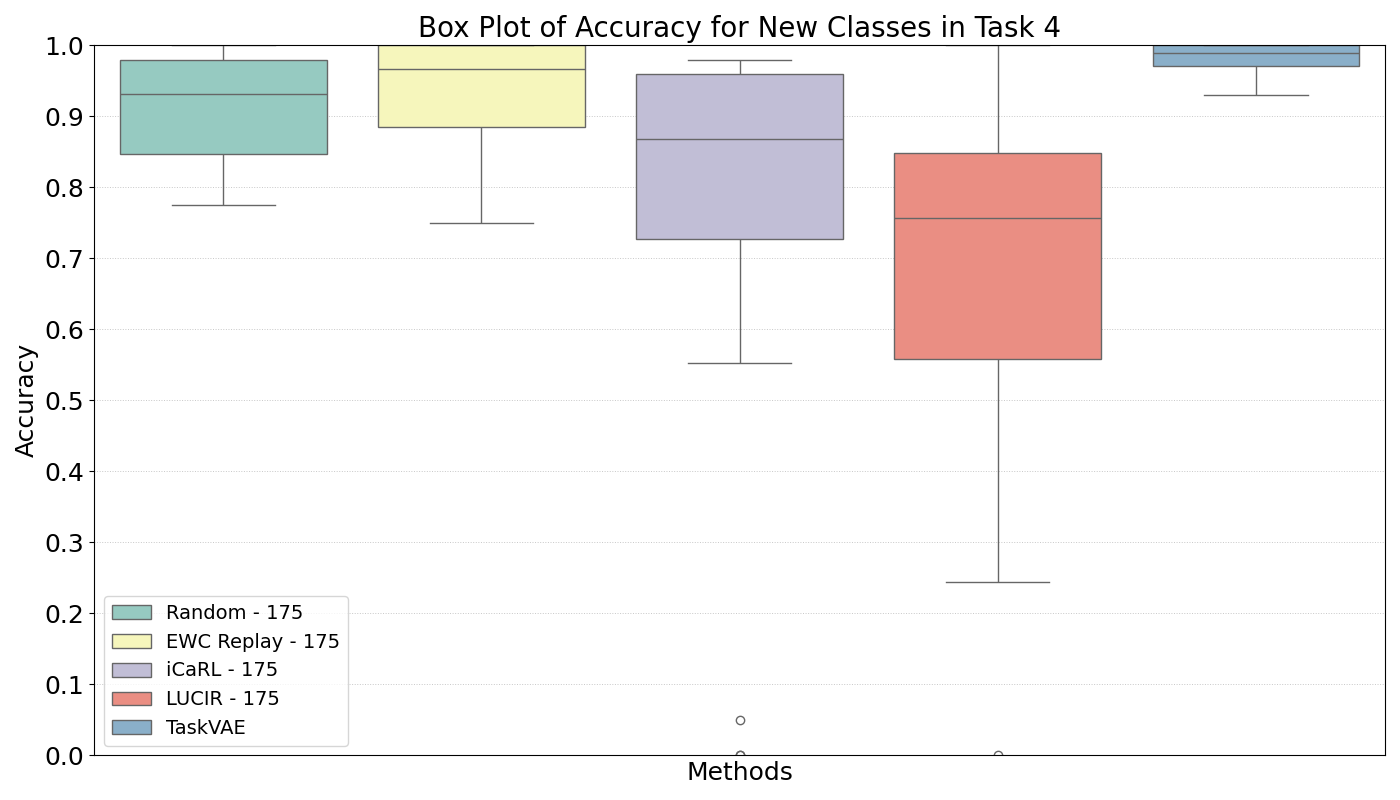 Box Plot of Accuracy for New Classes in Task 4
1.0
0.9
0.8
0.7
0.6
0.5
0.4
0.3
0.2
0.1
0.0
Accuracy
Random - 175
EWC Replay - 175
iCaRL - 175
LUCIR - 175
TaskVAE
Methods